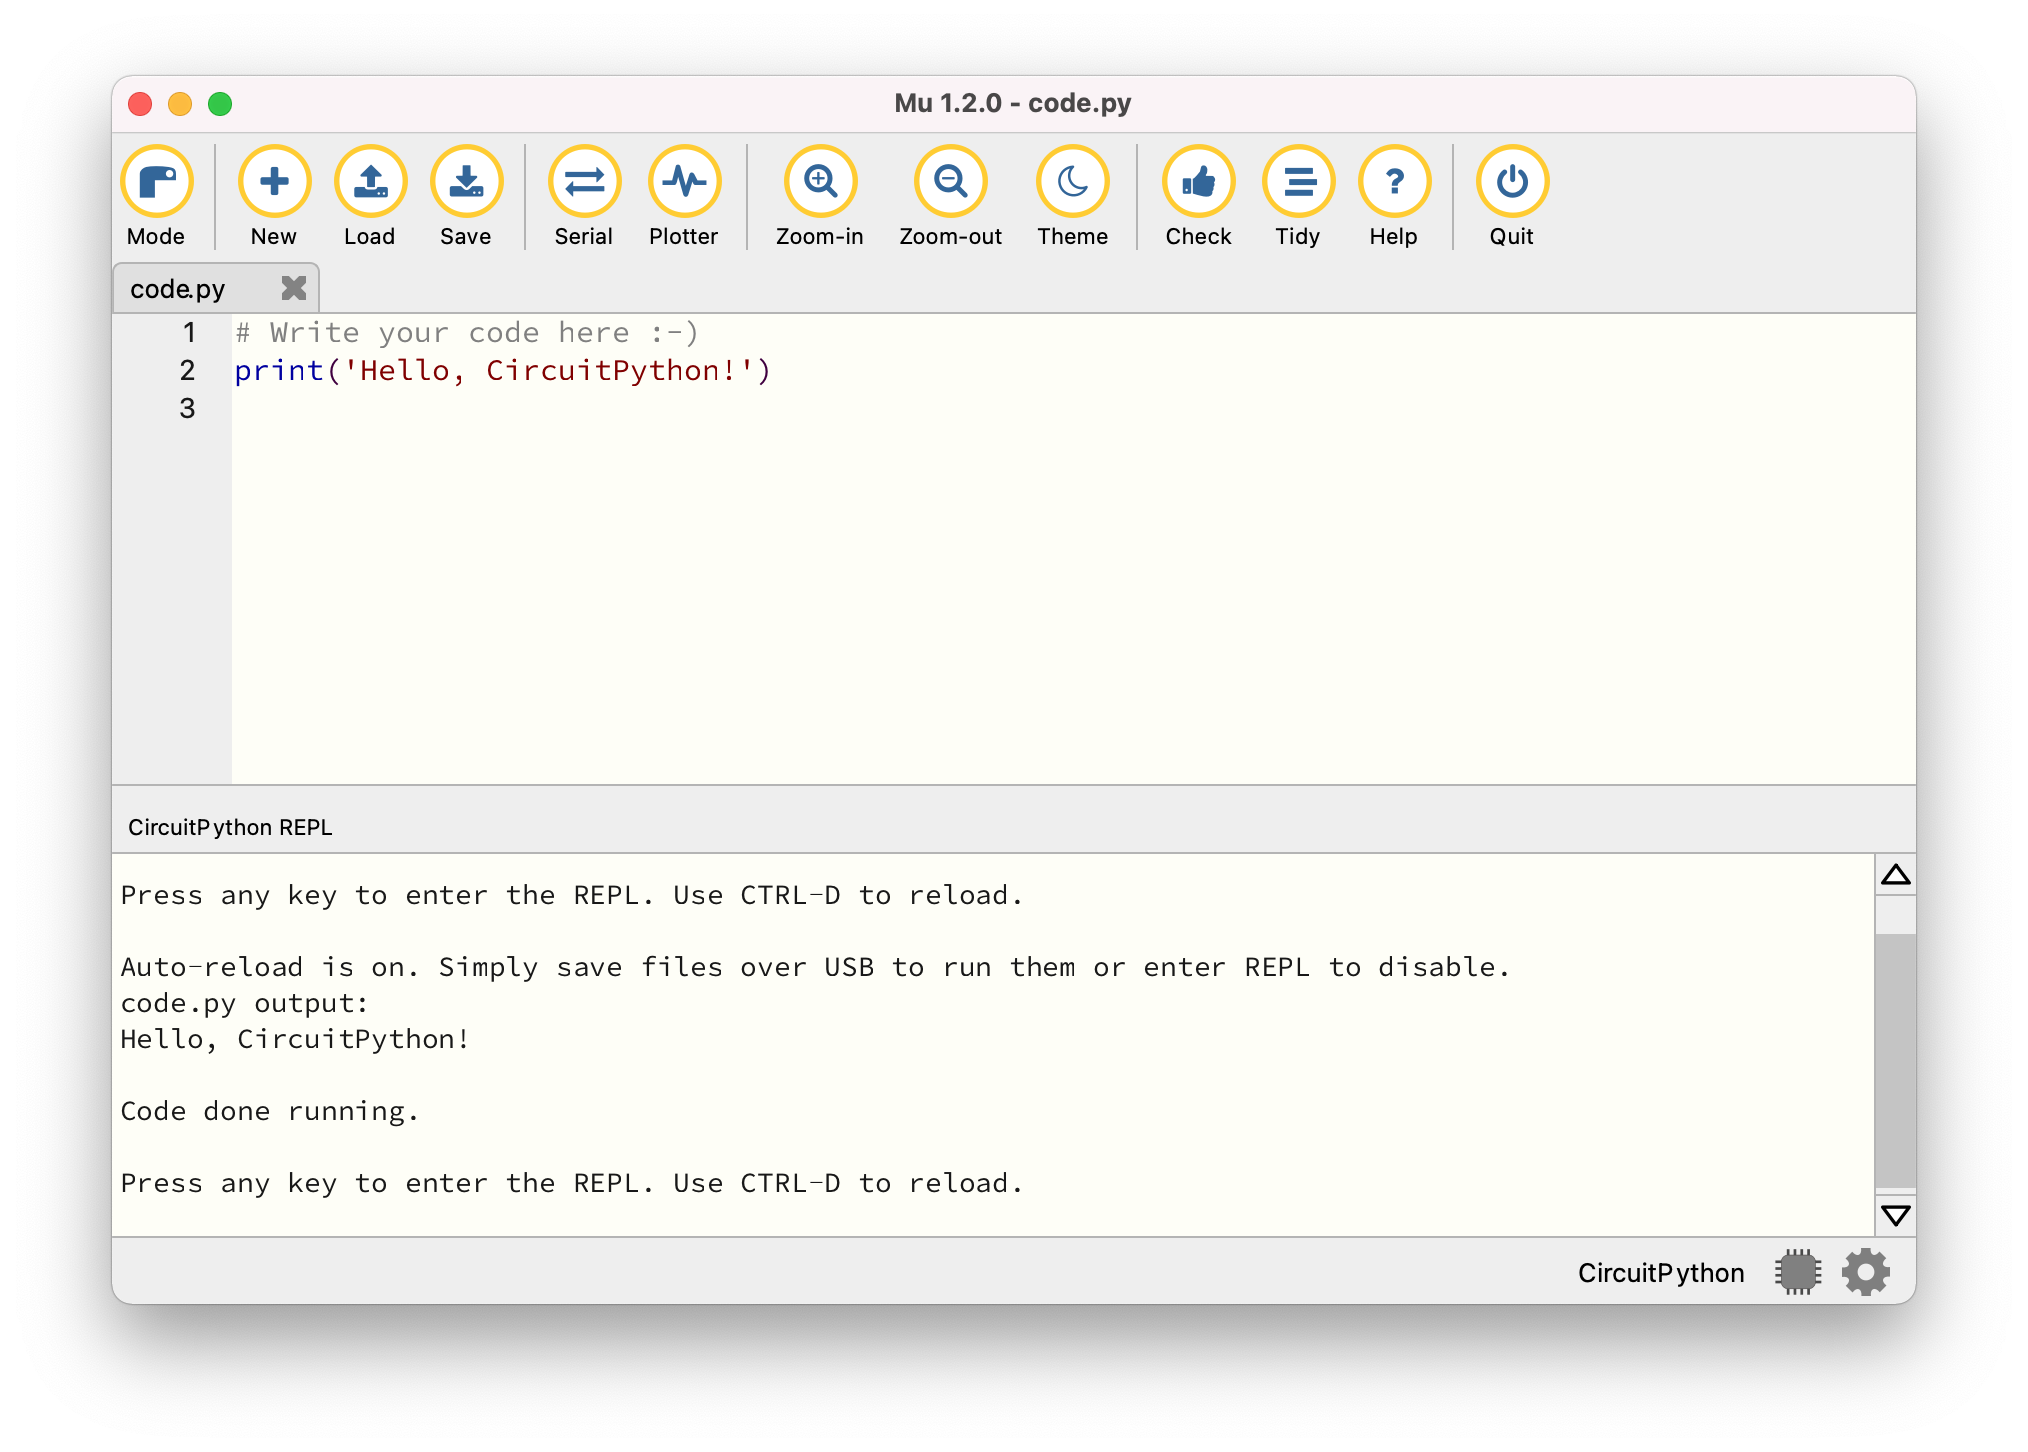 Mu 1.2.0 - code.py
Mode New Load Save Serial Plotter Zoom-in Zoom-out Theme Check Tidy Help Quit
code.py
1 # Write your code here :-)
2 print('Hello, CircuitPython!')
3
CircuitPython REPL
Press any key to enter the REPL. Use CTRL-D to reload.
Auto-reload is on. Simply save files over USB to run them or enter REPL to disable.
code.py output:
Hello, CircuitPython!
Code done running.
Press any key to enter the REPL. Use CTRL-D to reload.
CircuitPython